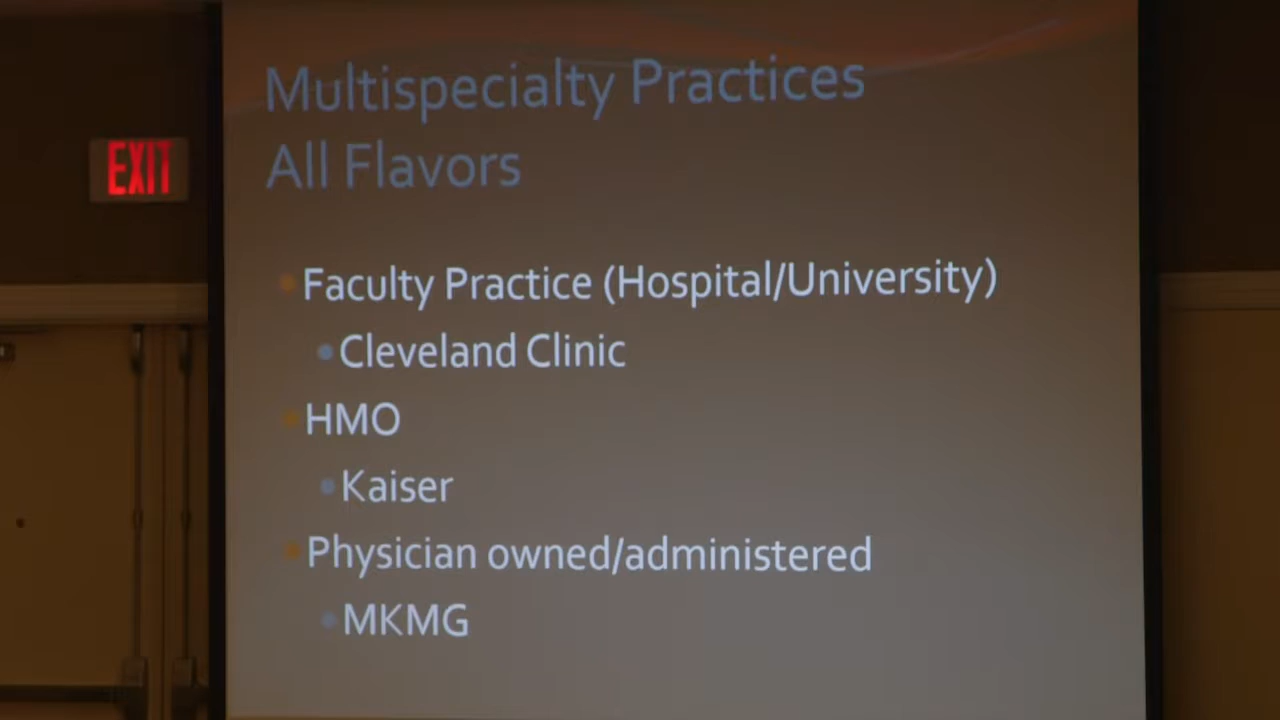 Multispecialty Practices
All Flavors
EXIT
Faculty Practice (Hospital/University)
Cleveland Clinic
HMO
Kaiser
Physician owned/administered
MKMG